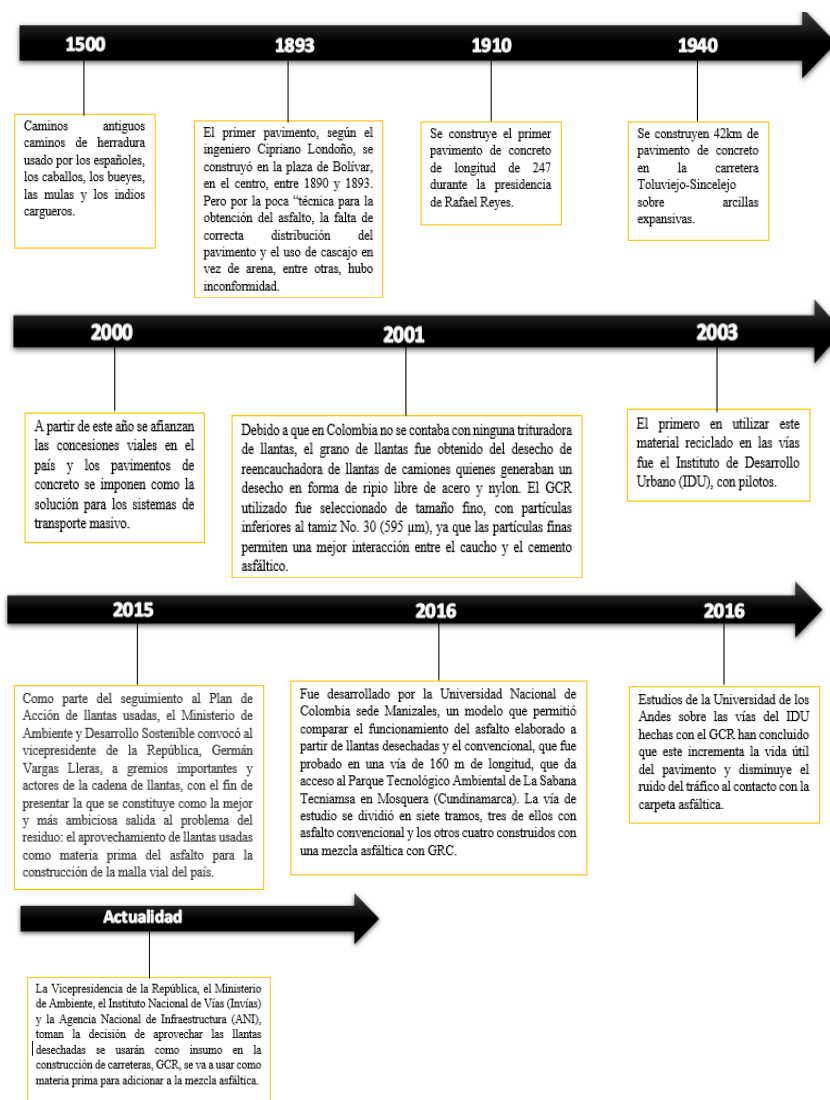 1500
1893
1910
1940
Caminos antiguos
caminos de herradura
usado por los españoles,
los caballos, los bueyes,
las mulas y los indios
cargueros.
El primer pavimento, según el
ingeniero Cipriano Londoño, se
construyó en la plaza de Bolívar,
en el centro, entre 1890 y 1893.
Pero por la poca “técnica para la
obtención del asfalto, la falta de
correcta distribución del
pavimento y el uso de cascajo en
vez de arena, entre otras, hubo
inconformidad.
Se construye el primer
pavimento de concreto
de longitud de 247
durante la presidencia
de Rafael Reyes.
Se construyen 42km de
pavimento de concreto
en la carretera
Toluviejo-Sincelejo
sobre arcillas
expansivas.
2000
2001
2003
A partir de este año se afianzan
las concesiones viales en el
país y los pavimentos de
concreto se imponen como la
solución para los sistemas de
transporte masivo.
Debido a que en Colombia no se contaba con ninguna trituradora
de llantas, el grano de llantas fue obtenido del desecho de
reencauchadora de llantas de camiones quienes generaban un
desecho en forma de ripio libre de acero y nylon. El GCR
utilizado fue seleccionado de tamaño fino, con partículas
inferiores al tamiz No. 30 (595 µm), ya que las partículas finas
permiten una mejor interacción entre el caucho y el cemento
asfáltico.
El primero en utilizar este
material reciclado en las vías
fue el Instituto de Desarrollo
Urbano (IDU), con pilotos.
2015
2016
2016
Como parte del seguimiento al Plan de
Acción de llantas usadas, el Ministerio de
Ambiente y Desarrollo Sostenible convocó al
vicepresidente de la República, Germán
Vargas Lleras, a gremios importantes y
actores de la cadena de llantas, con el fin de
presentar la que se constituye como la mejor
y más ambiciosa salida al problema del
residuo: el aprovechamiento de llantas usadas
como materia prima del asfalto para la
construcción de la malla vial del país.
Fue desarrollado por la Universidad Nacional de
Colombia sede Manizales, un modelo que permitió
comparar el funcionamiento del asfalto elaborado a
partir de llantas desechadas y el convencional, que fue
probado en una vía de 160 m de longitud, que da
acceso al Parque Tecnológico Ambiental de La Sabana
Tecniamsa en Mosquera (Cundinamarca). La vía de
estudio se dividió en siete tramos, tres de ellos con
asfalto convencional y los otros cuatro construidos con
una mezcla asfáltica con GRC.
Estudios de la Universidad de los
Andes sobre las vías del IDU
hechas con el GCR han concluido
que este incrementa la vida útil
del pavimento y disminuye el
ruido del tráfico al contacto con la
carpeta asfáltica.
Actualidad
La Vicepresidencia de la República, el Ministerio
de Ambiente, el Instituto Nacional de Vías (Invías)
y la Agencia Nacional de Infraestructura (ANI),
toman la decisión de aprovechar las llantas
desechadas se usarán como insumo en la
construcción de carreteras, GCR, se va a usar como
materia prima para adicionar a la mezcla asfáltica.